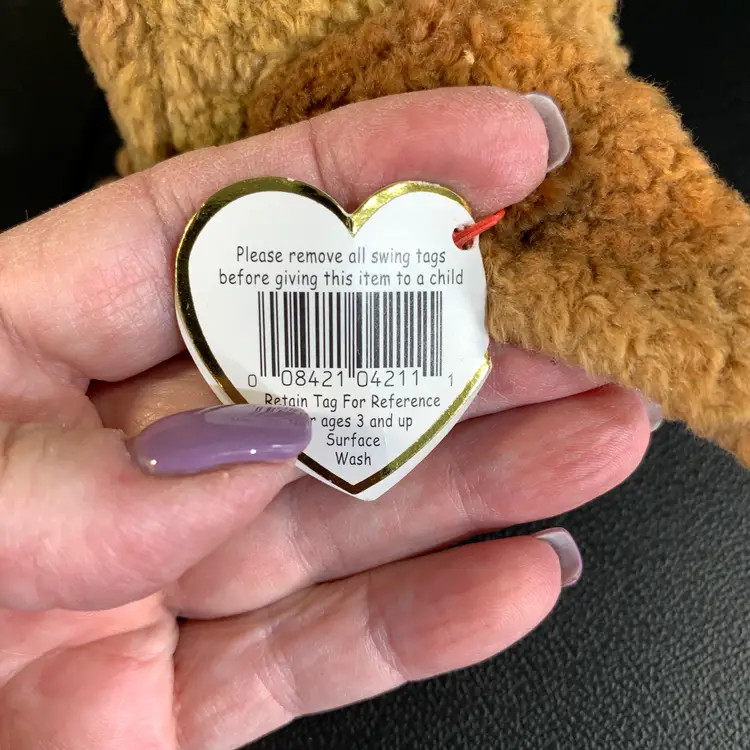 Please remove all swing tags
before giving this item to a child
0 08421 04211 1
Retain Tag For Reference
ages 3 and up
Surface
Wash